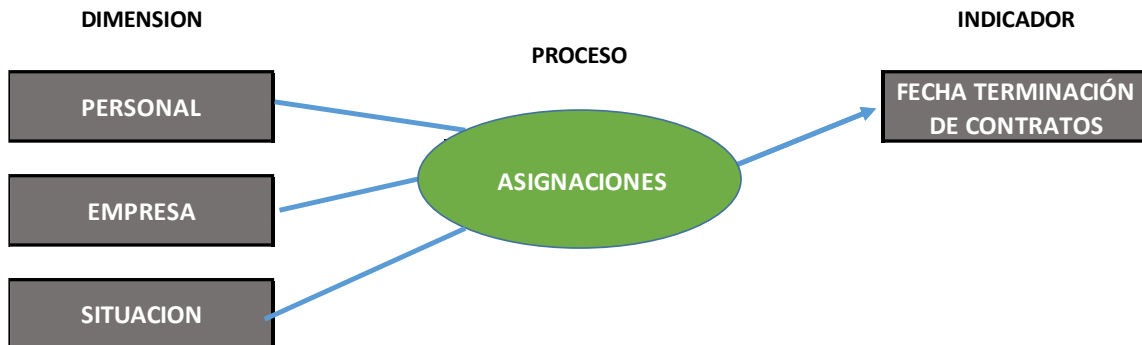 DIMENSION
INDICADOR
PROCESO
PERSONAL
FECHA TERMINACIÓN
DE CONTRATOS
ASIGNACIONES
EMPRESA
SITUACION